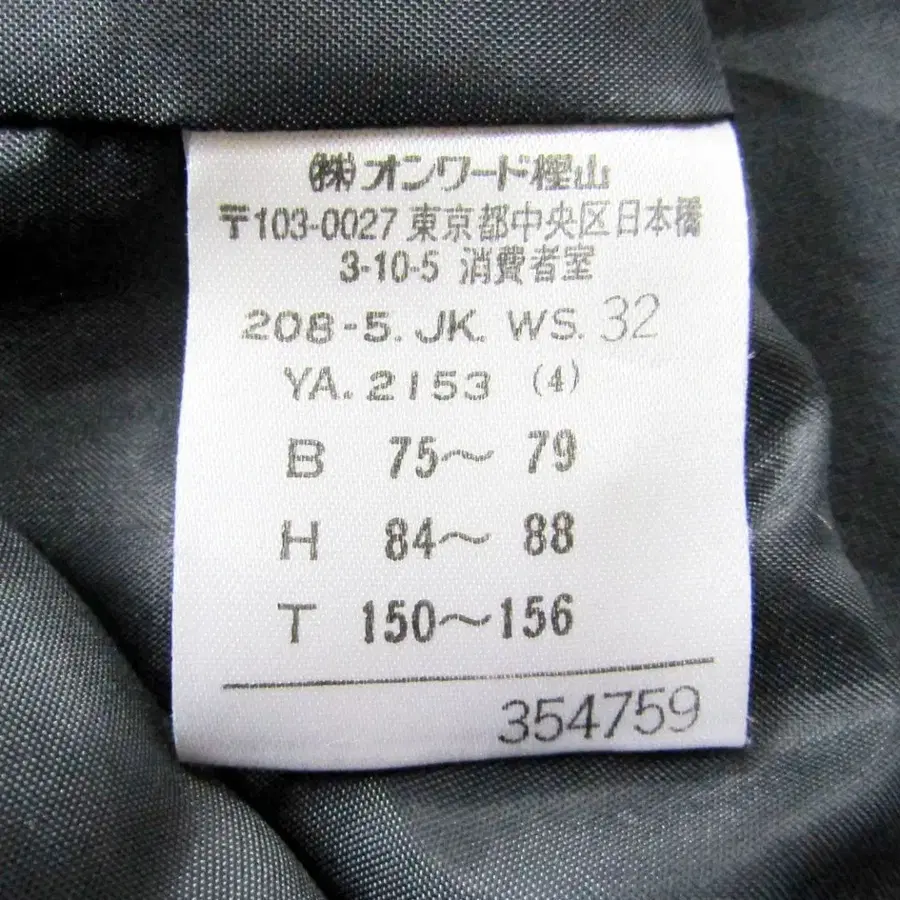 ㈱オンワード樫山
〒103-0027 東京都中央区日本橋
3-10-5 消費者室
208-5. JK. WS. 32
YA. 2153 (4)
B 75〜 79
H 84〜 88
T 150〜156
354759